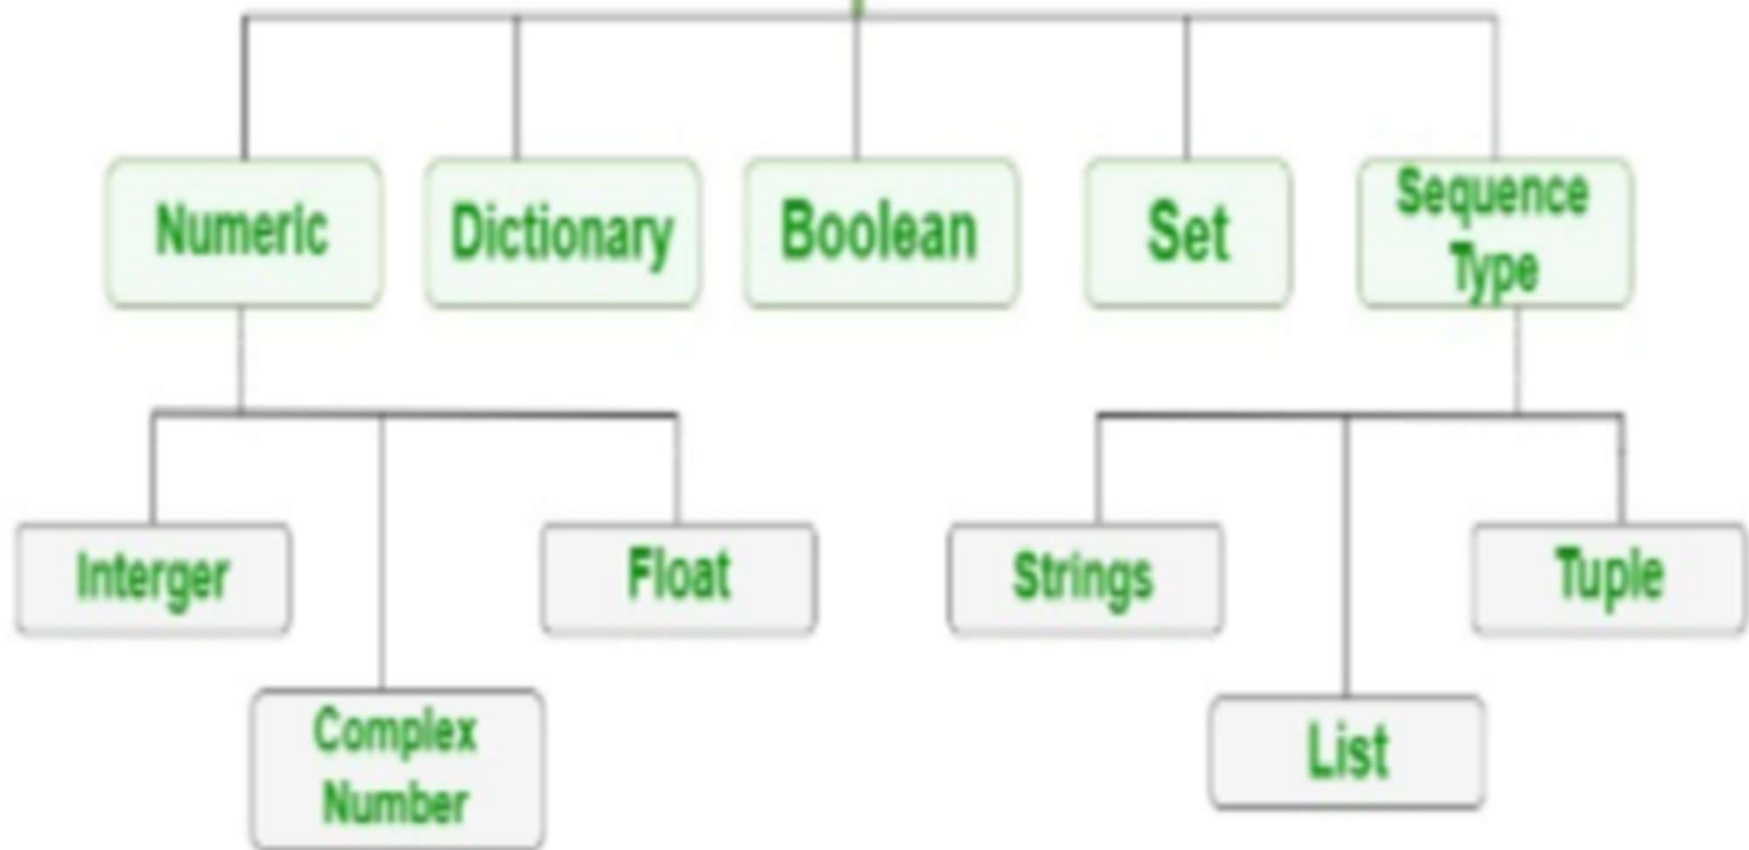 Numeric
Dictionary
Boolean
Set
Sequence
Type
Interger
Float
Strings
Tuple
Complex
Number
List